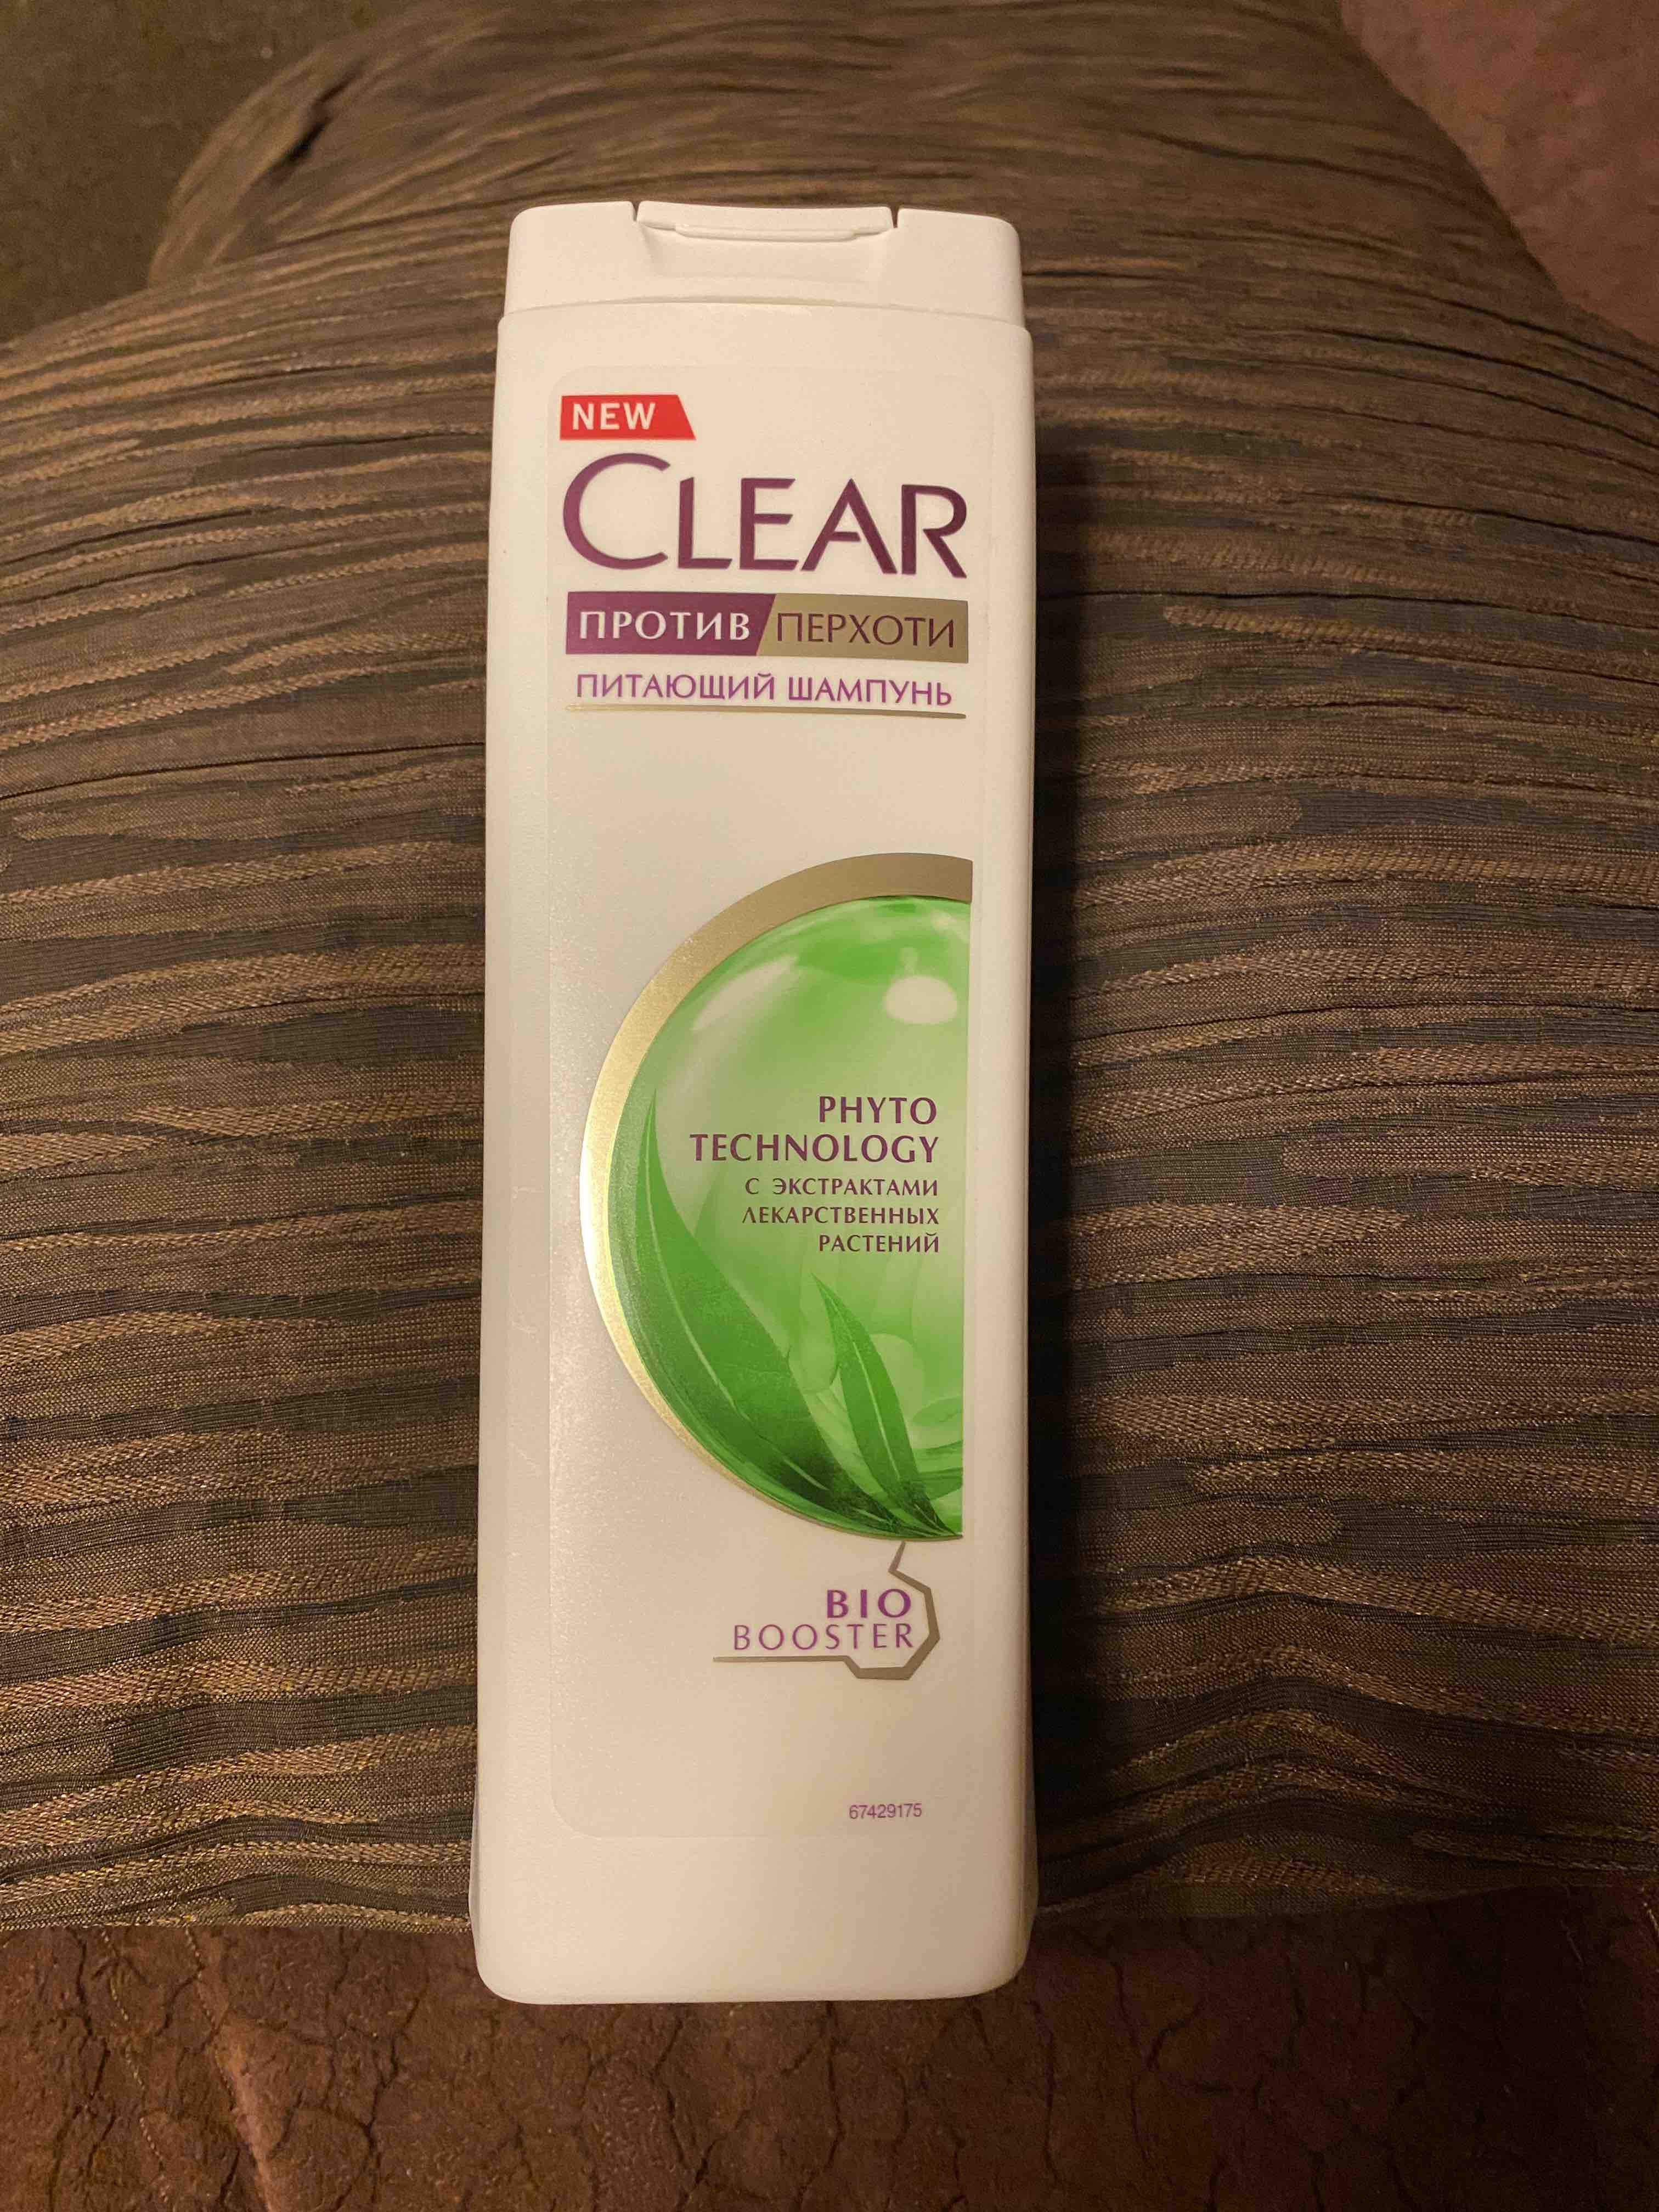 NEW
CLEAR
ПРОТИВ ПЕРХОТИ
ПИТАЮЩИЙ ШАМПУНЬ
PHYTO
TECHNOLOGY
С ЭКСТРАКТАМИ
ЛЕКАРСТВЕННЫХ
РАСТЕНИЙ
BIO
BOOSTER
67429175